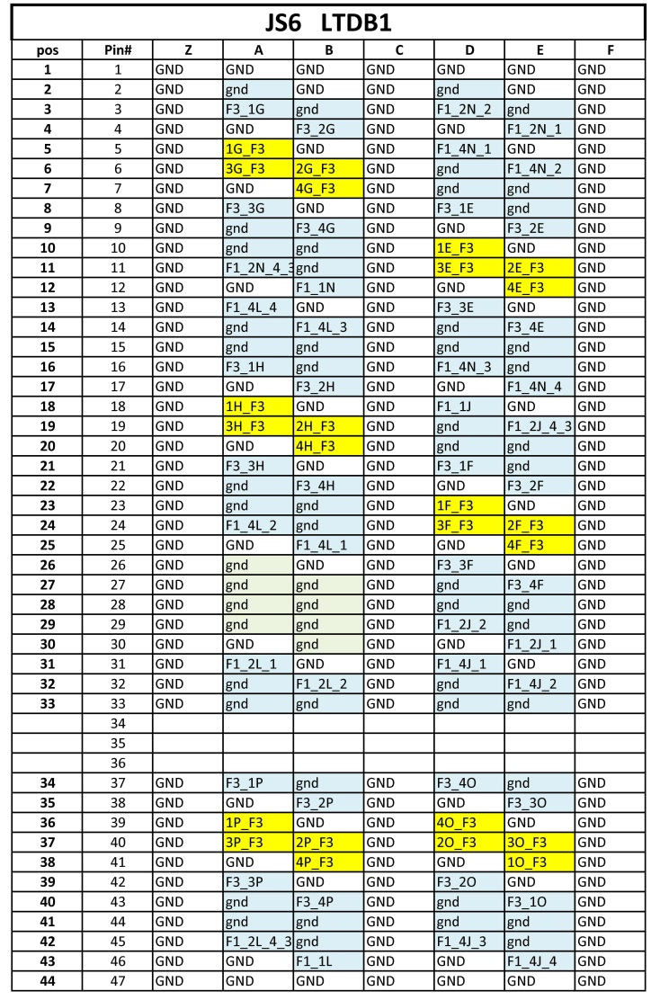 JS6 LTDB1
pos Pin# Z A B C D E F
1 1 GND GND GND GND GND GND GND
2 2 GND gnd GND GND gnd GND GND
3 3 GND F3_1G gnd GND F1_2N_2 gnd GND
4 4 GND GND F3_2G GND GND F1_2N_1 GND
5 5 GND 1G_F3 GND GND F1_4N_1 GND GND
6 6 GND 3G_F3 2G_F3 GND gnd F1_4N_2 GND
7 7 GND GND 4G_F3 GND gnd gnd GND
8 8 GND F3_3G GND GND F3_1E gnd GND
9 9 GND gnd F3_4G GND GND F3_2E GND
10 10 GND gnd gnd GND 1E_F3 GND GND
11 11 GND F1_2N_4_3 gnd GND 3E_F3 2E_F3 GND
12 12 GND GND F1_1N GND GND 4E_F3 GND
13 13 GND F1_4L_4 GND GND F3_3E GND GND
14 14 GND gnd F1_4L_3 GND gnd F3_4E GND
15 15 GND gnd gnd GND gnd gnd GND
16 16 GND F3_1H gnd GND F1_4N_3 gnd GND
17 17 GND GND F3_2H GND GND F1_4N_4 GND
18 18 GND 1H_F3 GND GND F1_1J GND GND
19 19 GND 3H_F3 2H_F3 GND gnd F1_2J_4_3 GND
20 20 GND GND 4H_F3 GND gnd gnd GND
21 21 GND F3_3H GND GND F3_1F gnd GND
22 22 GND gnd F3_4H GND GND F3_2F GND
23 23 GND gnd gnd GND 1F_F3 GND GND
24 24 GND F1_4L_2 gnd GND 3F_F3 2F_F3 GND
25 25 GND GND F1_4L_1 GND GND 4F_F3 GND
26 26 GND gnd GND GND F3_3F GND GND
27 27 GND gnd gnd GND gnd F3_4F GND
28 28 GND gnd gnd GND gnd gnd GND
29 29 GND gnd gnd GND F1_2J_2 gnd GND
30 30 GND GND gnd GND GND F1_2J_1 GND
31 31 GND F1_2L_1 GND GND F1_4J_1 GND GND
32 32 GND gnd F1_2L_2 GND gnd F1_4J_2 GND
33 33 GND gnd gnd GND gnd gnd GND
34
35
36
34 37 GND F3_1P gnd GND F3_4O gnd GND
35 38 GND GND F3_2P GND GND F3_3O GND
36 39 GND 1P_F3 GND GND 4O_F3 GND GND
37 40 GND 3P_F3 2P_F3 GND 2O_F3 3O_F3 GND
38 41 GND GND 4P_F3 GND GND 1O_F3 GND
39 42 GND F3_3P GND GND F3_2O GND GND
40 43 GND gnd F3_4P GND gnd F3_1O GND
41 44 GND gnd gnd GND gnd gnd GND
42 45 GND F1_2L_4_3 gnd GND F1_4J_3 gnd GND
43 46 GND GND F1_1L GND GND F1_4J_4 GND
44 47 GND GND GND GND GND GND GND